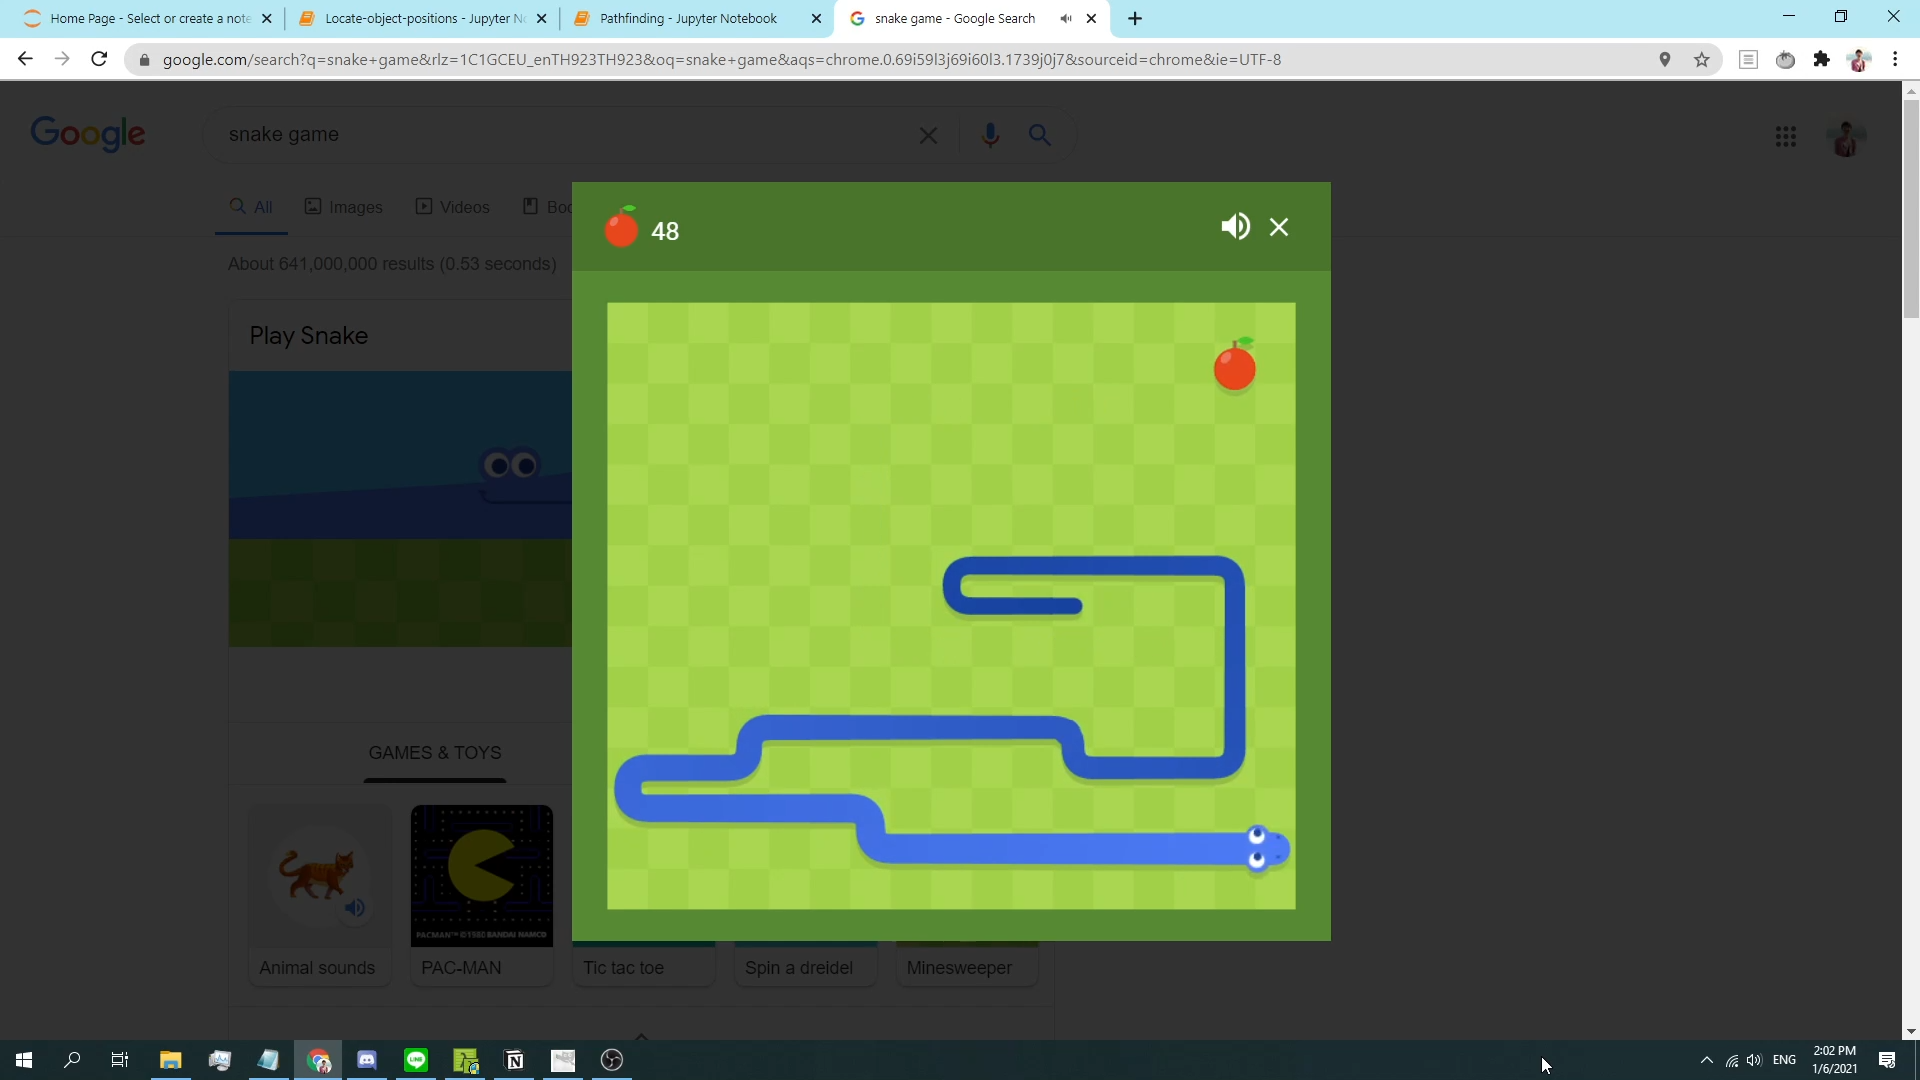 Home Page - Select or create a note
Locate-object-positions - Jupyter N
Pathfinding - Jupyter Notebook
snake game - Google Search
google.com/search?q=snake+game&rlz=1C1GCEU_enTH923TH923&oq=snake+game&aqs=chrome.0.69i59l3j69i60l3.1739j0j7&sourceid=chrome&ie=UTF-8
Google
snake game
All
Images
Videos
Boo
About 641,000,000 results (0.53 seconds)
48
Play Snake
GAMES & TOYS
PACMAN™ ©1980 BANDAI NAMCO
Animal sounds
PAC-MAN
Tic tac toe
Spin a dreidel
Minesweeper
ENG
2:02 PM
1/6/2021